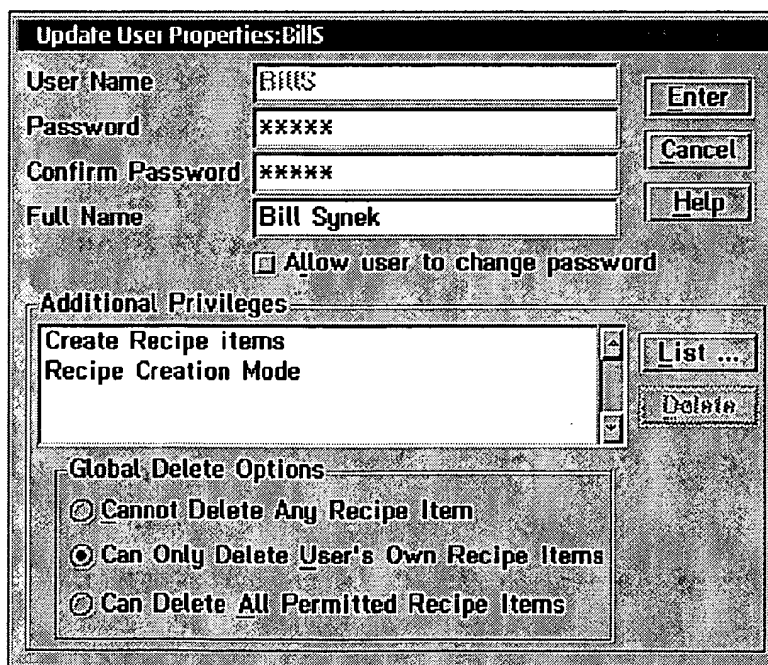 Update User Properties:BillS
User Name BillS
Password *****
Confirm Password *****
Full Name Bill Synek
Allow user to change password
Enter
Cancel
Help
Additional Privileges
Create Recipe items
Recipe Creation Mode
List ...
Delete
Global Delete Options
Cannot Delete Any Recipe Item
Can Only Delete User's Own Recipe Items
Can Delete All Permitted Recipe Items